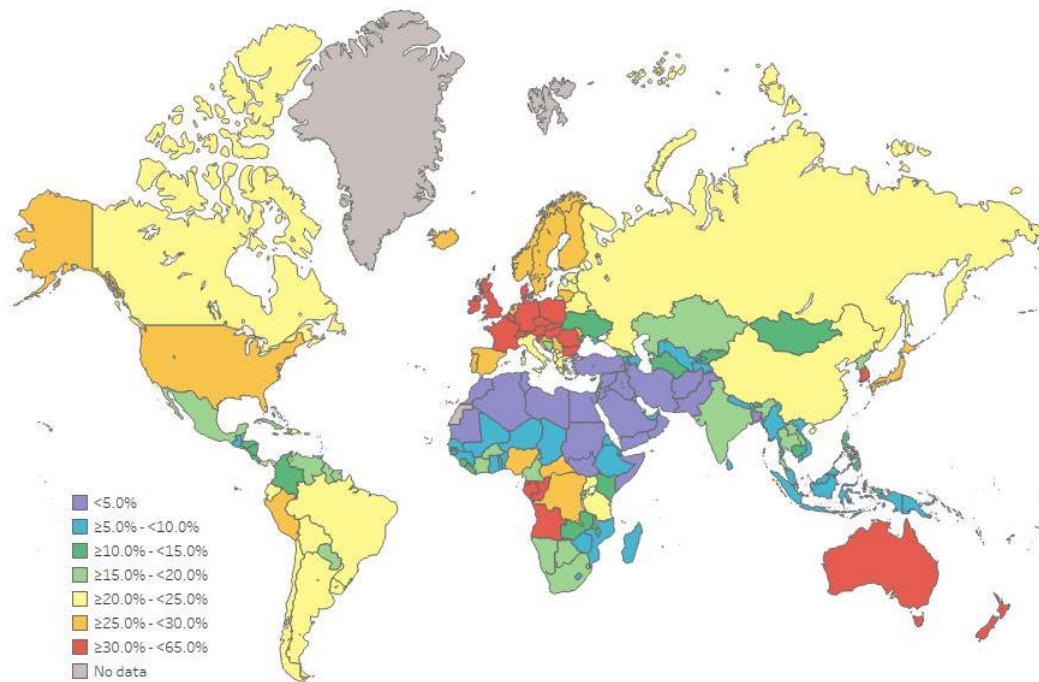 <5.0%
≥5.0% - <10.0%
≥10.0% - <15.0%
≥15.0% - <20.0%
≥20.0% - <25.0%
≥25.0% - <30.0%
≥30.0% - <65.0%
No data